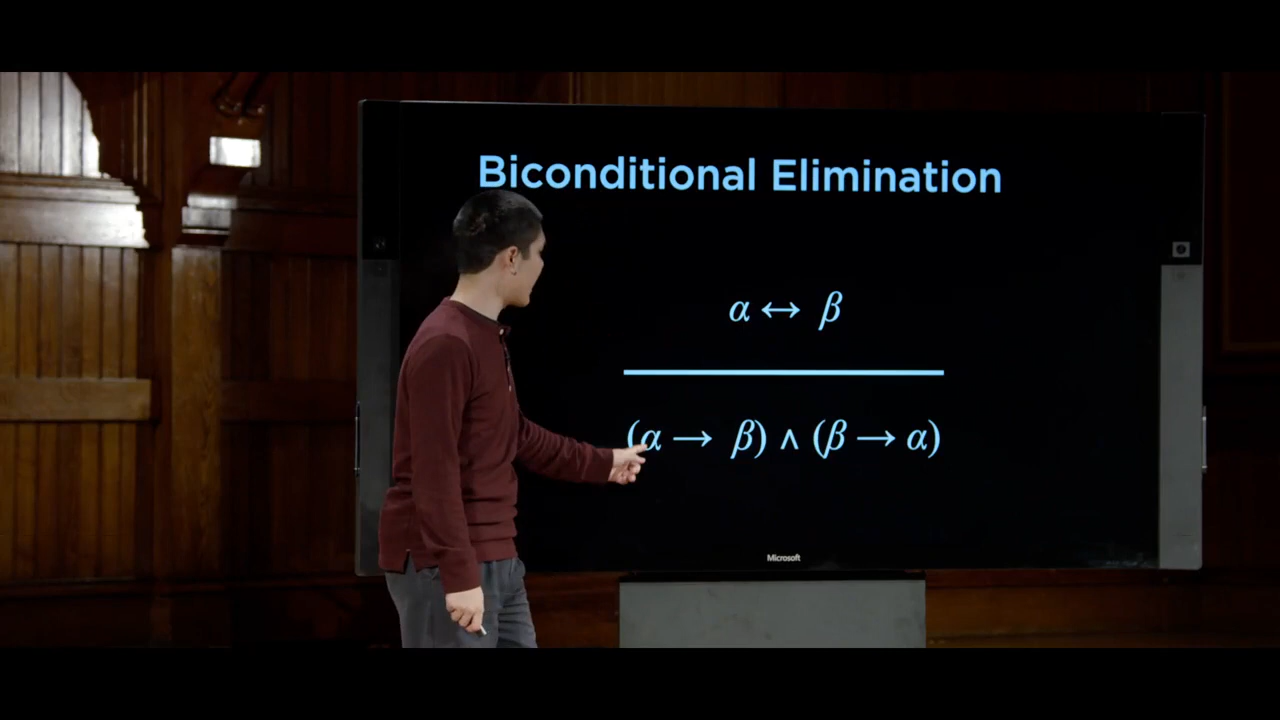 Biconditional Elimination
α ↔ β
(α → β) ∧ (β → α)
Microsoft